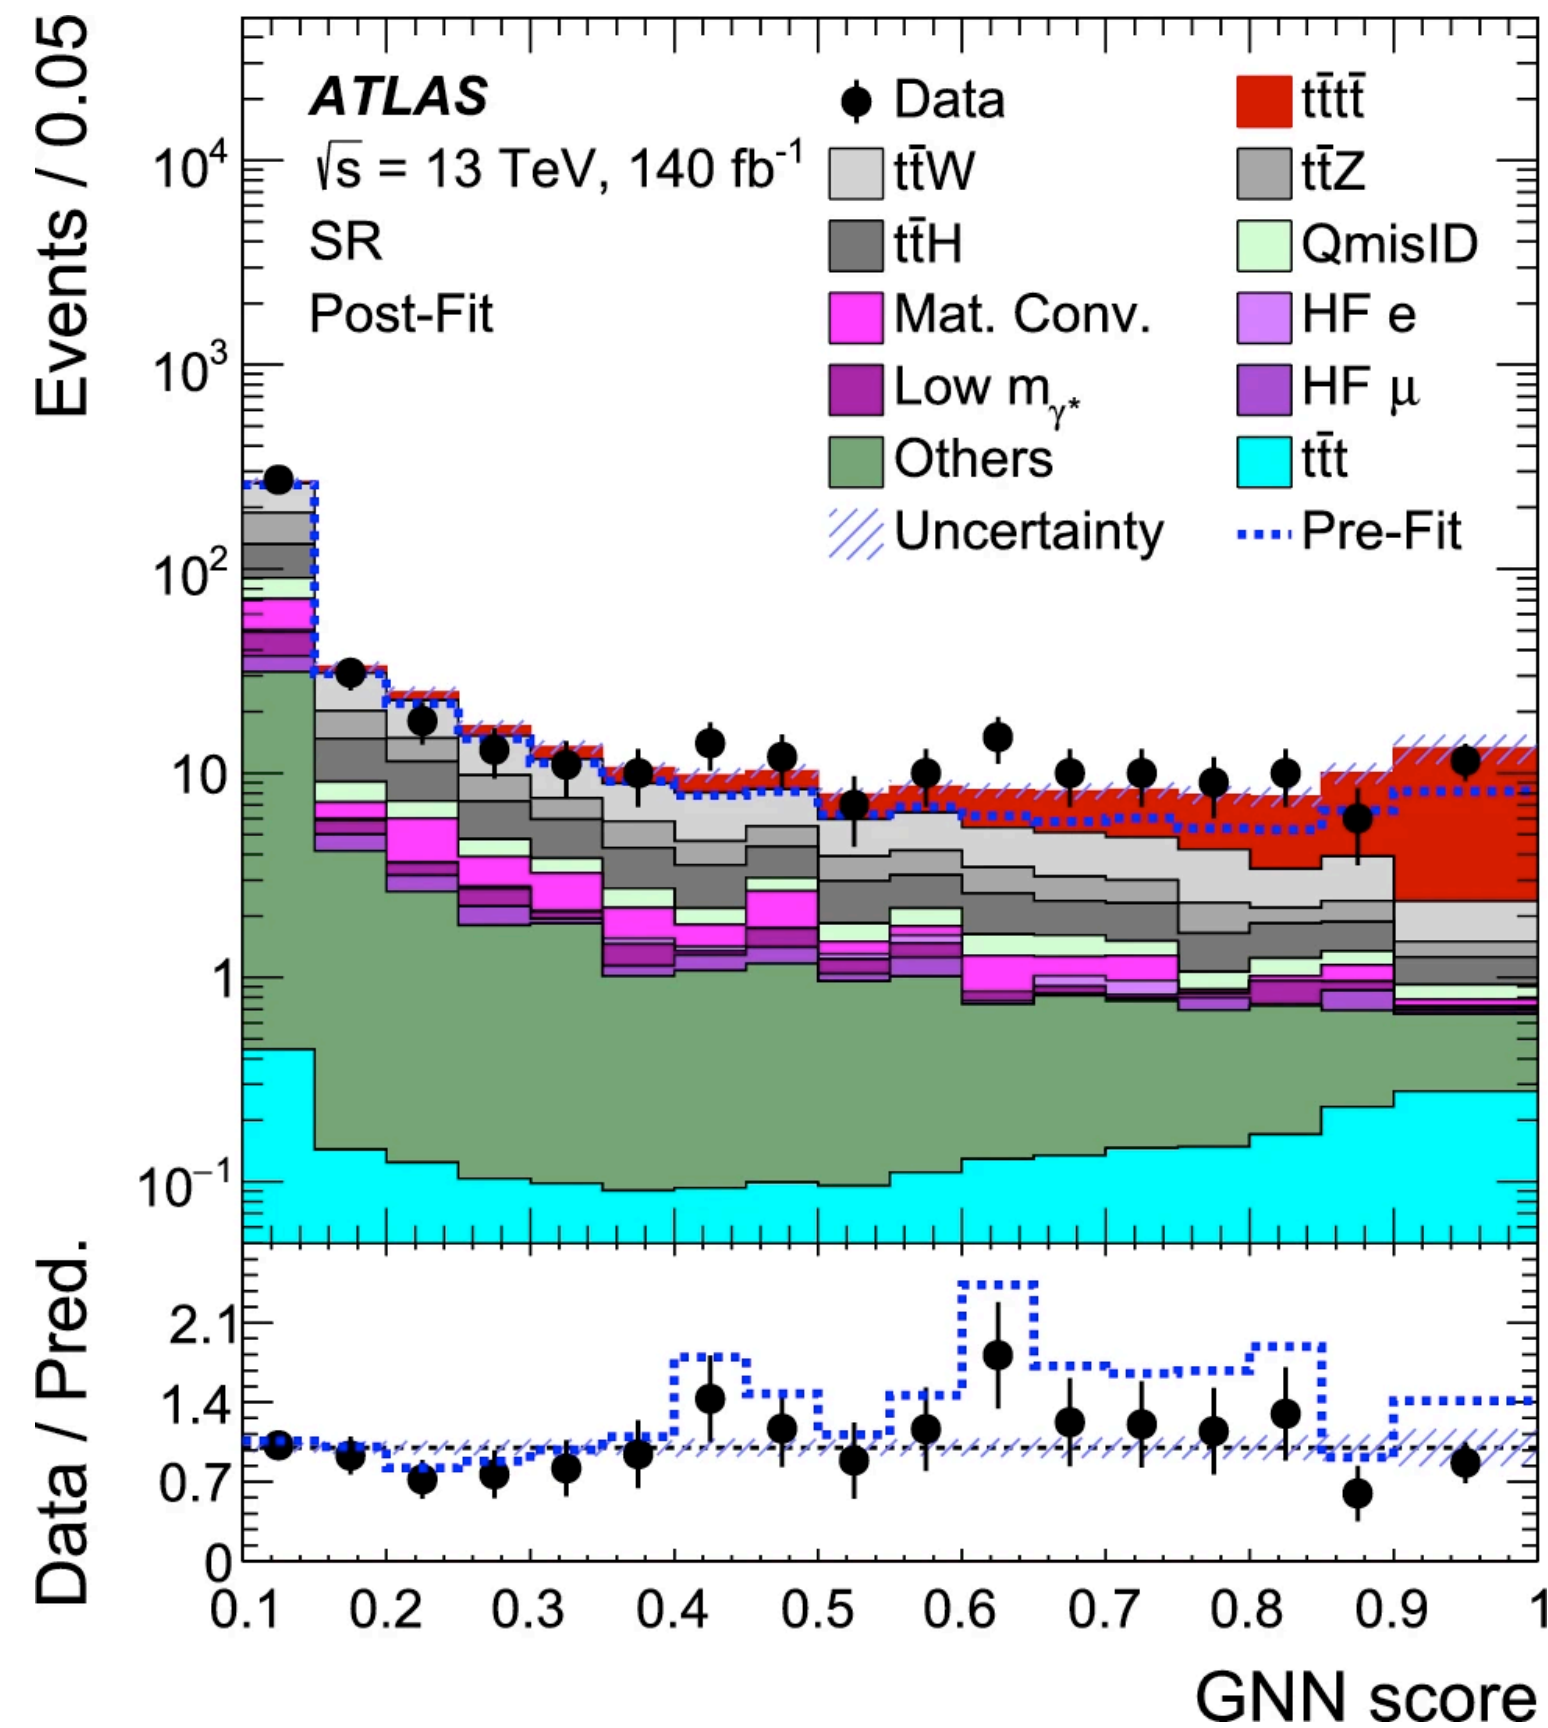 Events / 0.05
ATLAS
√s = 13 TeV, 140 fb⁻¹
SR
Post-Fit
Data
tt̄tt̄
tt̄W
tt̄Z
tt̄H
QmisID
Mat. Conv.
HF e
Low m_γ*
HF μ
Others
tt̄t
Uncertainty
Pre-Fit
10⁴
10³
10²
10
1
10⁻¹
Data / Pred.
2.1
1.4
0.7
0
0.1 0.2 0.3 0.4 0.5 0.6 0.7 0.8 0.9 1
GNN score